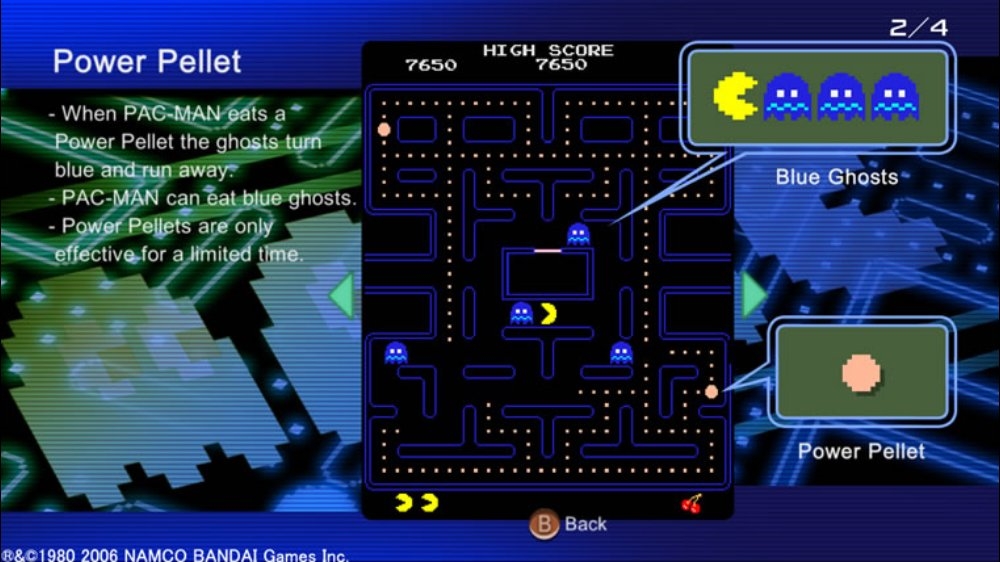 2/4
Power Pellet
HIGH SCORE
7650 7650
- When PAC-MAN eats a
Power Pellet the ghosts turn
blue and run away.
- PAC-MAN can eat blue ghosts.
- Power Pellets are only
effective for a limited time.
Blue Ghosts
Power Pellet
B Back
®&©1980 2006 NAMCO BANDAI Games Inc.